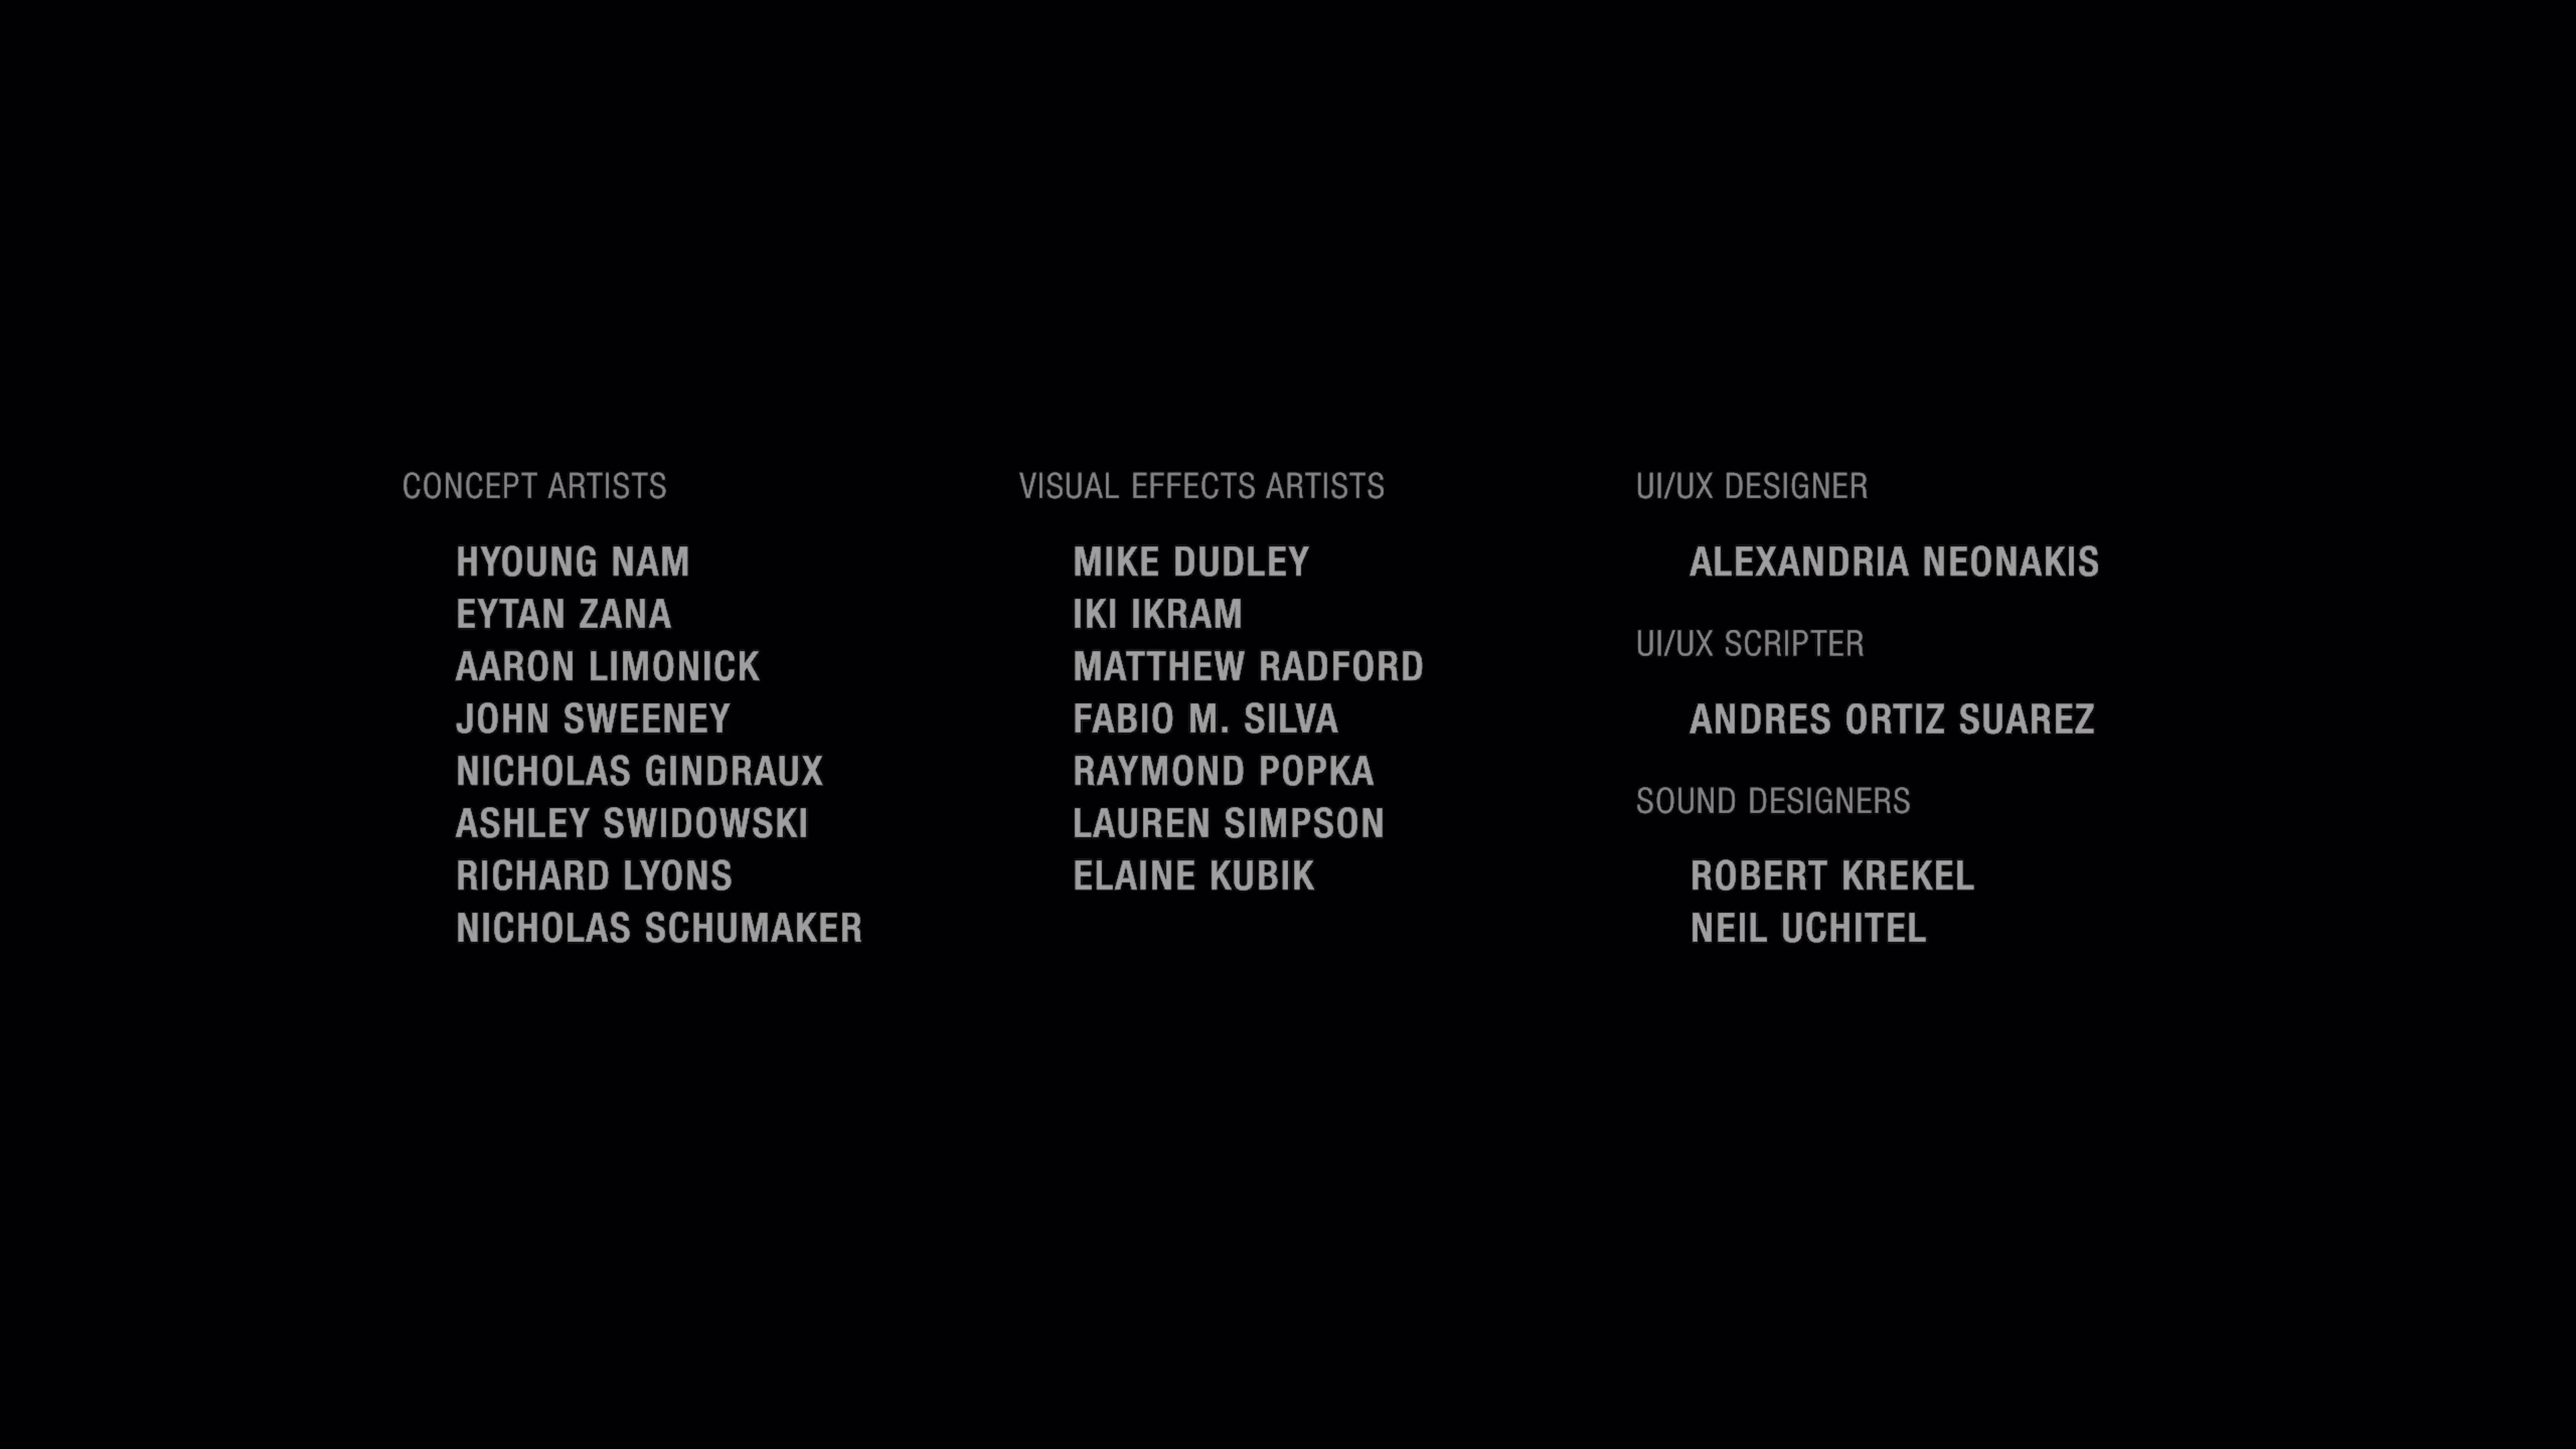 CONCEPT ARTISTS
HYOUNG NAM
EYTAN ZANA
AARON LIMONICK
JOHN SWEENEY
NICHOLAS GINDRAUX
ASHLEY SWIDOWSKI
RICHARD LYONS
NICHOLAS SCHUMAKER
VISUAL EFFECTS ARTISTS
MIKE DUDLEY
IKI IKRAM
MATTHEW RADFORD
FABIO M. SILVA
RAYMOND POPKA
LAUREN SIMPSON
ELAINE KUBIK
UI/UX DESIGNER
ALEXANDRIA NEONAKIS
UI/UX SCRIPTER
ANDRES ORTIZ SUAREZ
SOUND DESIGNERS
ROBERT KREKEL
NEIL UCHITEL